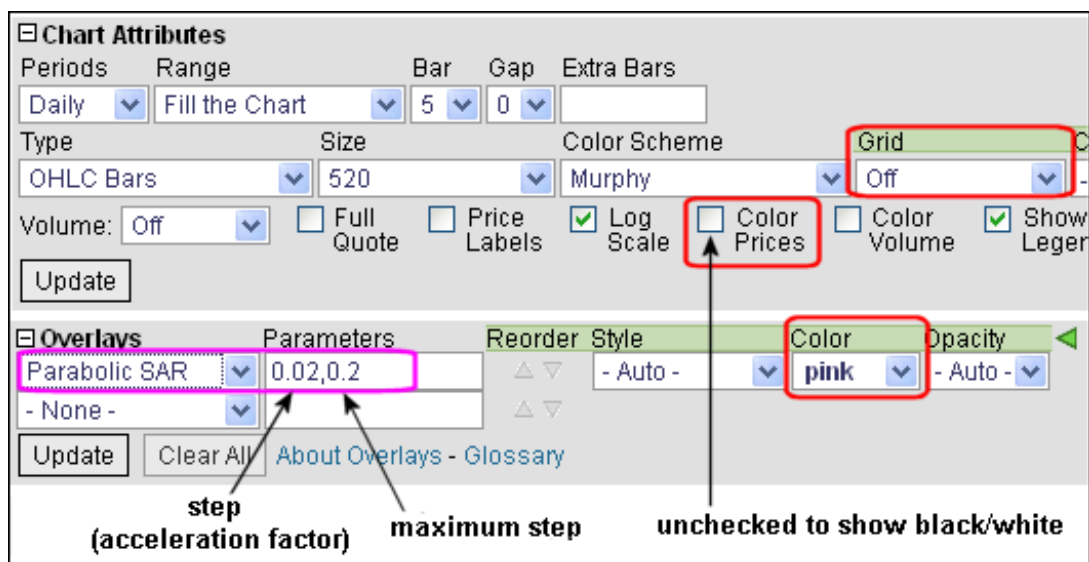 Chart Attributes
Periods Range Bar Gap Extra Bars
Daily Fill the Chart 5 0
Type Size Color Scheme Grid C
OHLC Bars 520 Murphy Off -
Volume: Off Full Quote Price Labels Log Scale Color Prices Color Volume Show Leger
Update
Overlays Parameters Reorder Style Color Opacity
Parabolic SAR 0.02,0.2 - Auto - pink - Auto -
- None -
Update Clear All About Overlays - Glossary
step
(acceleration factor)
maximum step
unchecked to show black/white